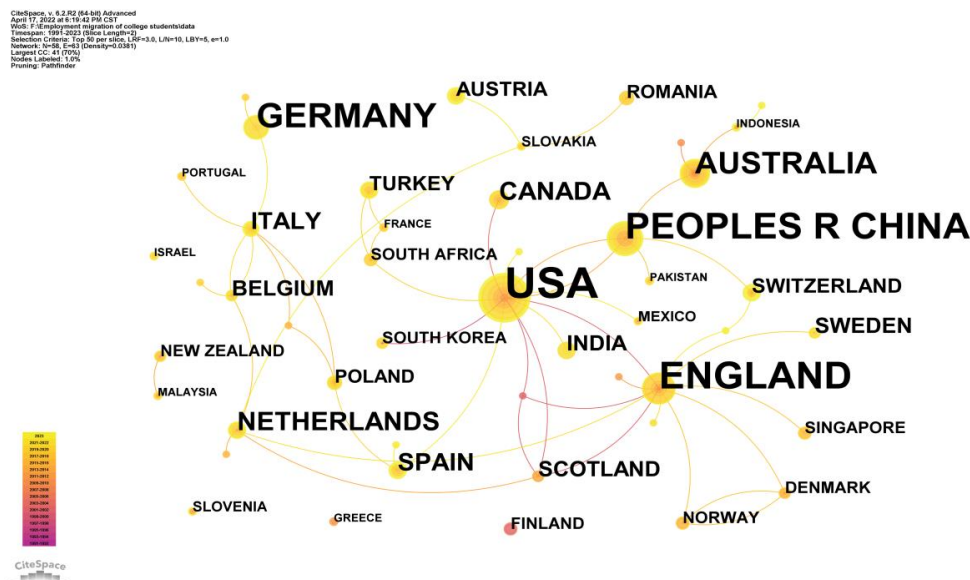 CiteSpace, v. 6.2.R2 (64-bit) Advanced
April 17, 2022 at 6:19:42 PM CST
WoS: F:\Employment migration of college students\data
Timespan: 1991-2023 (Slice Length=2)
Selection Criteria: Top 50 per slice, LRF=3.0, L/N=10, LBY=5, e=1.0
Network: N=58, E=63 (Density=0.0381)
Largest CC: 41 (70%)
Nodes Labeled: 1.0%
Pruning: Pathfinder
AUSTRIA
ROMANIA
GERMANY
INDONESIA
SLOVAKIA
AUSTRALIA
PORTUGAL
TURKEY
CANADA
ITALY
FRANCE
PEOPLES R CHINA
ISRAEL
SOUTH AFRICA
PAKISTAN
USA
BELGIUM
SWITZERLAND
MEXICO
SWEDEN
SOUTH KOREA
INDIA
NEW ZEALAND
POLAND
ENGLAND
MALAYSIA
NETHERLANDS
SINGAPORE
SPAIN
SCOTLAND
DENMARK
SLOVENIA
GREECE
FINLAND
NORWAY
2023
2021-2022
CiteSpace